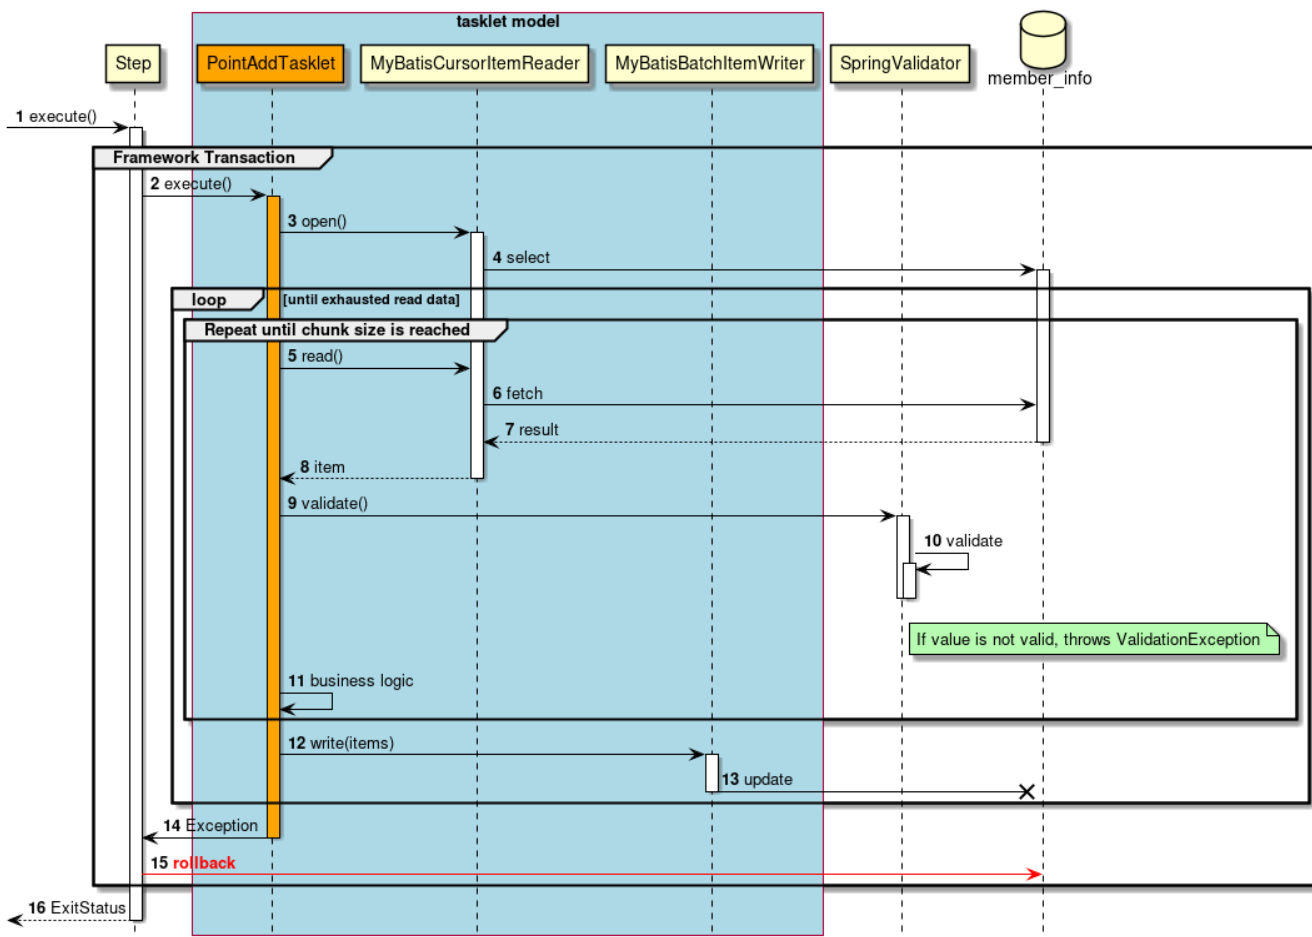 tasklet model
Step
PointAddTasklet
MyBatisCursorItemReader
MyBatisBatchItemWriter
SpringValidator
member_info
1 execute()
Framework Transaction
2 execute()
3 open()
4 select
loop
[until exhausted read data]
Repeat until chunk size is reached
5 read()
6 fetch
7 result
8 item
9 validate()
10 validate
If value is not valid, throws ValidationException
11 business logic
12 write(items)
13 update
14 Exception
15 rollback
16 ExitStatus